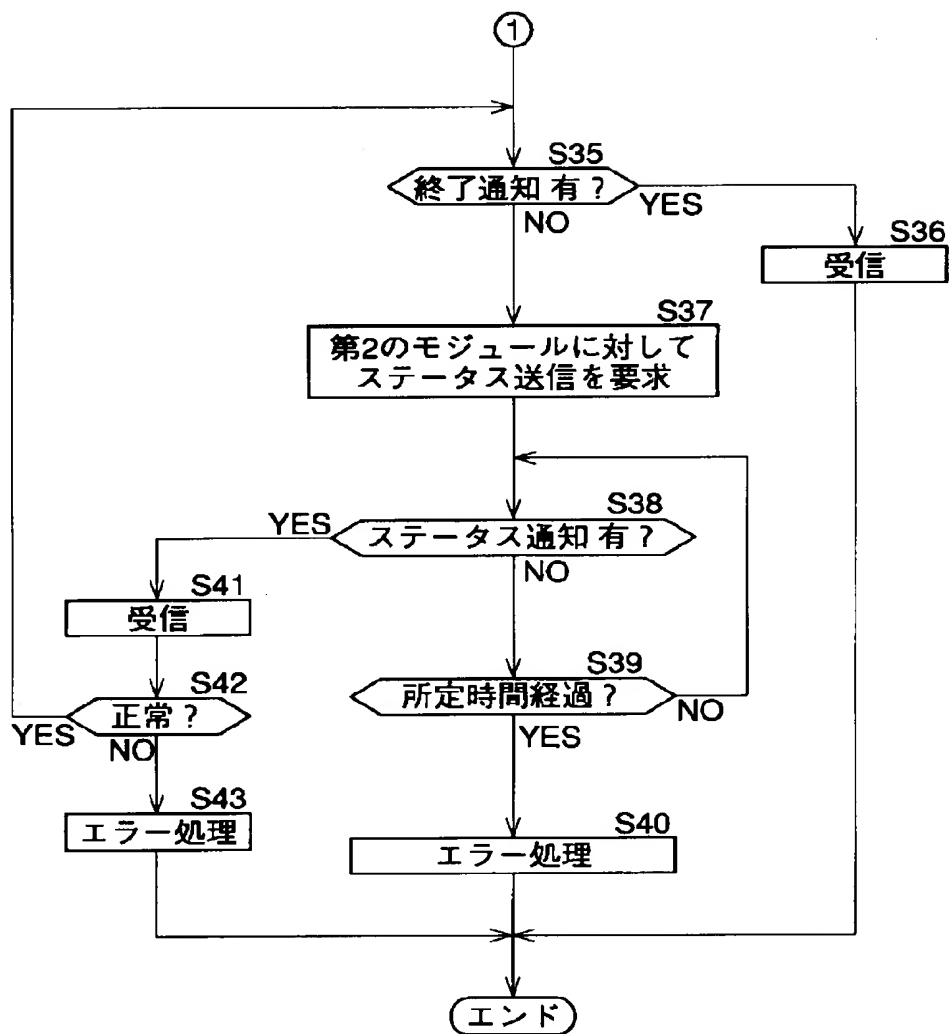 1
S35
終了通知 有?
YES
NO
S36
受信
S37
第2のモジュールに対して
ステータス送信を要求
S38
YES
ステータス通知 有?
NO
S41
受信
S39
所定時間経過?
NO
YES
S42
正常?
YES
NO
S43
エラー処理
S40
エラー処理
エンド